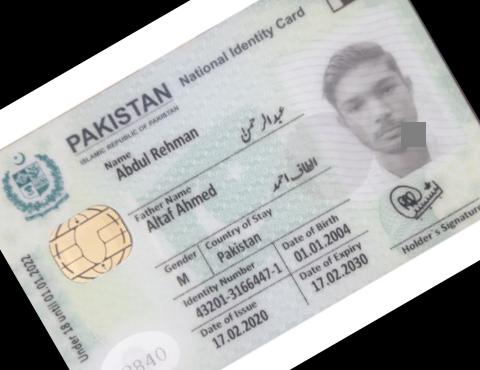 PAKISTAN National Identity Card
ISLAMIC REPUBLIC OF PAKISTAN
Name
Abdul Rehman
عبدالرحمن
Father Name
Altaf Ahmed
الطاف احمد
Gender
M
Country of Stay
Pakistan
Identity Number
43201-3166447-1
Date of Birth
01.01.2004
Date of Issue
17.02.2020
Date of Expiry
17.02.2030
Holder's Signature
Under 18 until 01.01.2022
3840